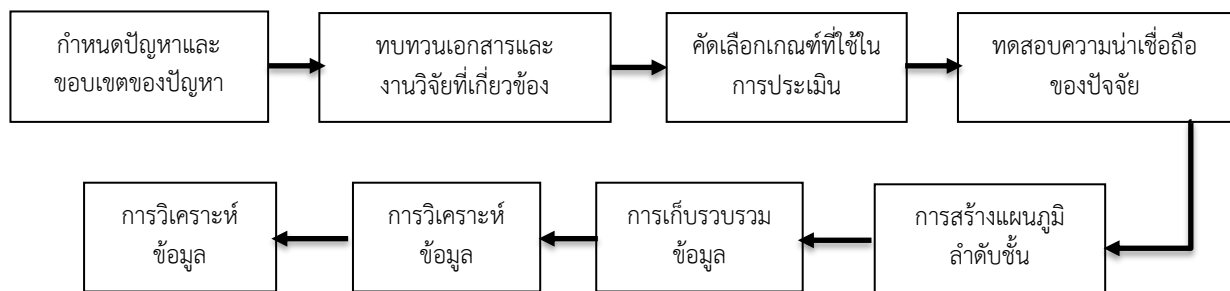 กำหนดปัญหาและ
ขอบเขตของปัญหา
ทบทวนเอกสารและ
งานวิจัยที่เกี่ยวข้อง
คัดเลือกเกณฑ์ที่ใช้ใน
การประเมิน
ทดสอบความน่าเชื่อถือ
ของปัจจัย
การสร้างแผนภูมิ
ลำดับชั้น
การเก็บรวบรวม
ข้อมูล
การวิเคราะห์
ข้อมูล
การวิเคราะห์
ข้อมูล